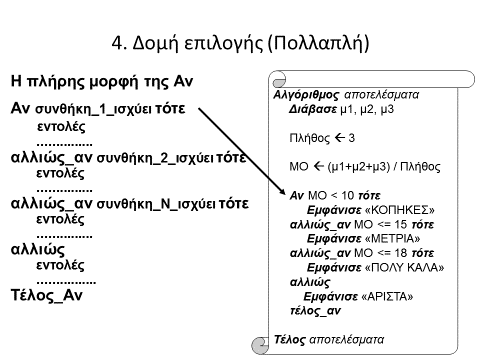 4. Δομή επιλογής (Πολλαπλή)
Η πλήρης μορφή της Αν
Αν συνθήκη_1_ισχύει τότε
εντολές
................
αλλιώς_αν συνθήκη_2_ισχύει τότε
εντολές
................
αλλιώς_αν συνθήκη_Ν_ισχύει τότε
εντολές
................
αλλιώς
εντολές
.................
Τέλος_Αν
Αλγόριθμος αποτελέσματα
Διάβασε μ1, μ2, μ3
Πλήθος ← 3
ΜΟ ← (μ1+μ2+μ3) / Πλήθος
Αν ΜΟ < 10 τότε
Εμφάνισε «ΚΟΠΗΚΕΣ»
αλλιώς_αν ΜΟ <= 15 τότε
Εμφάνισε «ΜΕΤΡΙΑ»
αλλιώς_αν ΜΟ <= 18 τότε
Εμφάνισε «ΠΟΛΥ ΚΑΛΑ»
αλλιώς
Εμφάνισε «ΑΡΙΣΤΑ»
τέλος_αν
Τέλος αποτελέσματα